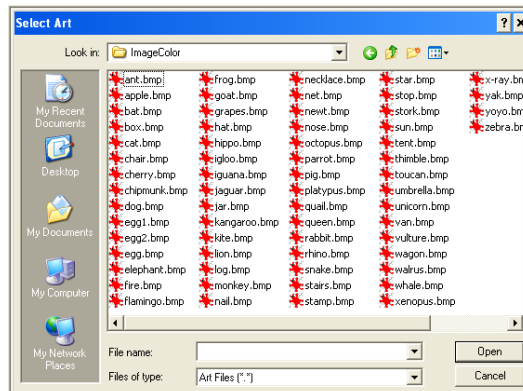 Select Art
Look in:
ImageColor
My Recent
Documents
Desktop
My Documents
My Computer
My Network
Places
ant.bmp
apple.bmp
bat.bmp
box.bmp
cat.bmp
chair.bmp
cherry.bmp
chipmunk.bmp
dog.bmp
egg1.bmp
egg2.bmp
egg.bmp
elephant.bmp
fire.bmp
flamingo.bmp
frog.bmp
goat.bmp
grapes.bmp
hat.bmp
hippo.bmp
igloo.bmp
iguana.bmp
jaguar.bmp
jar.bmp
kangaroo.bmp
kite.bmp
lion.bmp
log.bmp
monkey.bmp
nail.bmp
necklace.bmp
net.bmp
newt.bmp
nose.bmp
octopus.bmp
parrot.bmp
pig.bmp
platypus.bmp
quail.bmp
queen.bmp
rabbit.bmp
rhino.bmp
snake.bmp
stairs.bmp
stamp.bmp
star.bmp
stop.bmp
stork.bmp
sun.bmp
tent.bmp
thimble.bmp
toucan.bmp
umbrella.bmp
unicorn.bmp
van.bmp
vulture.bmp
wagon.bmp
walrus.bmp
whale.bmp
xenopus.bmp
yak.bmp
File name:
Open
Files of type:
Art Files (*.*)
Cancel